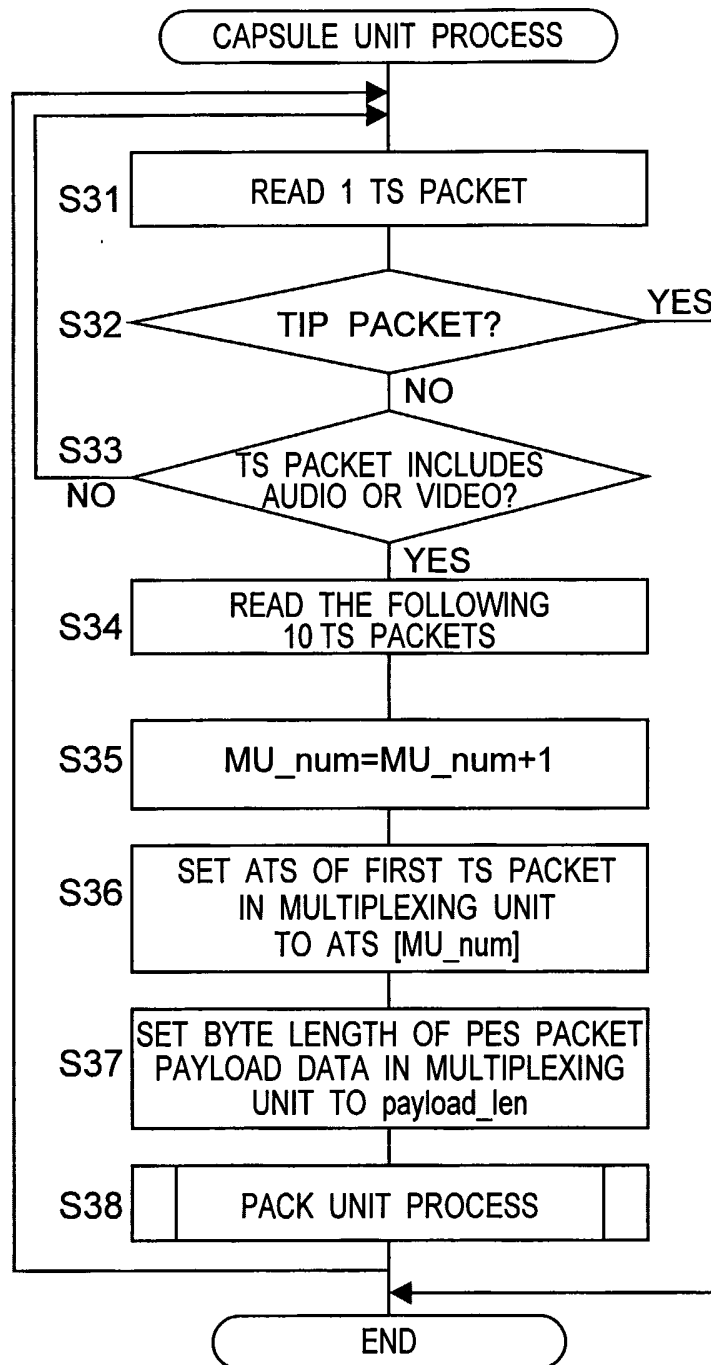 CAPSULE UNIT PROCESS
S31
READ 1 TS PACKET
S32
TIP PACKET?
YES
NO
S33
NO
TS PACKET INCLUDES
AUDIO OR VIDEO?
YES
S34
READ THE FOLLOWING
10 TS PACKETS
S35
MU_num=MU_num+1
S36
SET ATS OF FIRST TS PACKET
IN MULTIPLEXING UNIT
TO ATS [MU_num]
S37
SET BYTE LENGTH OF PES PACKET
PAYLOAD DATA IN MULTIPLEXING
UNIT TO payload_len
S38
PACK UNIT PROCESS
END